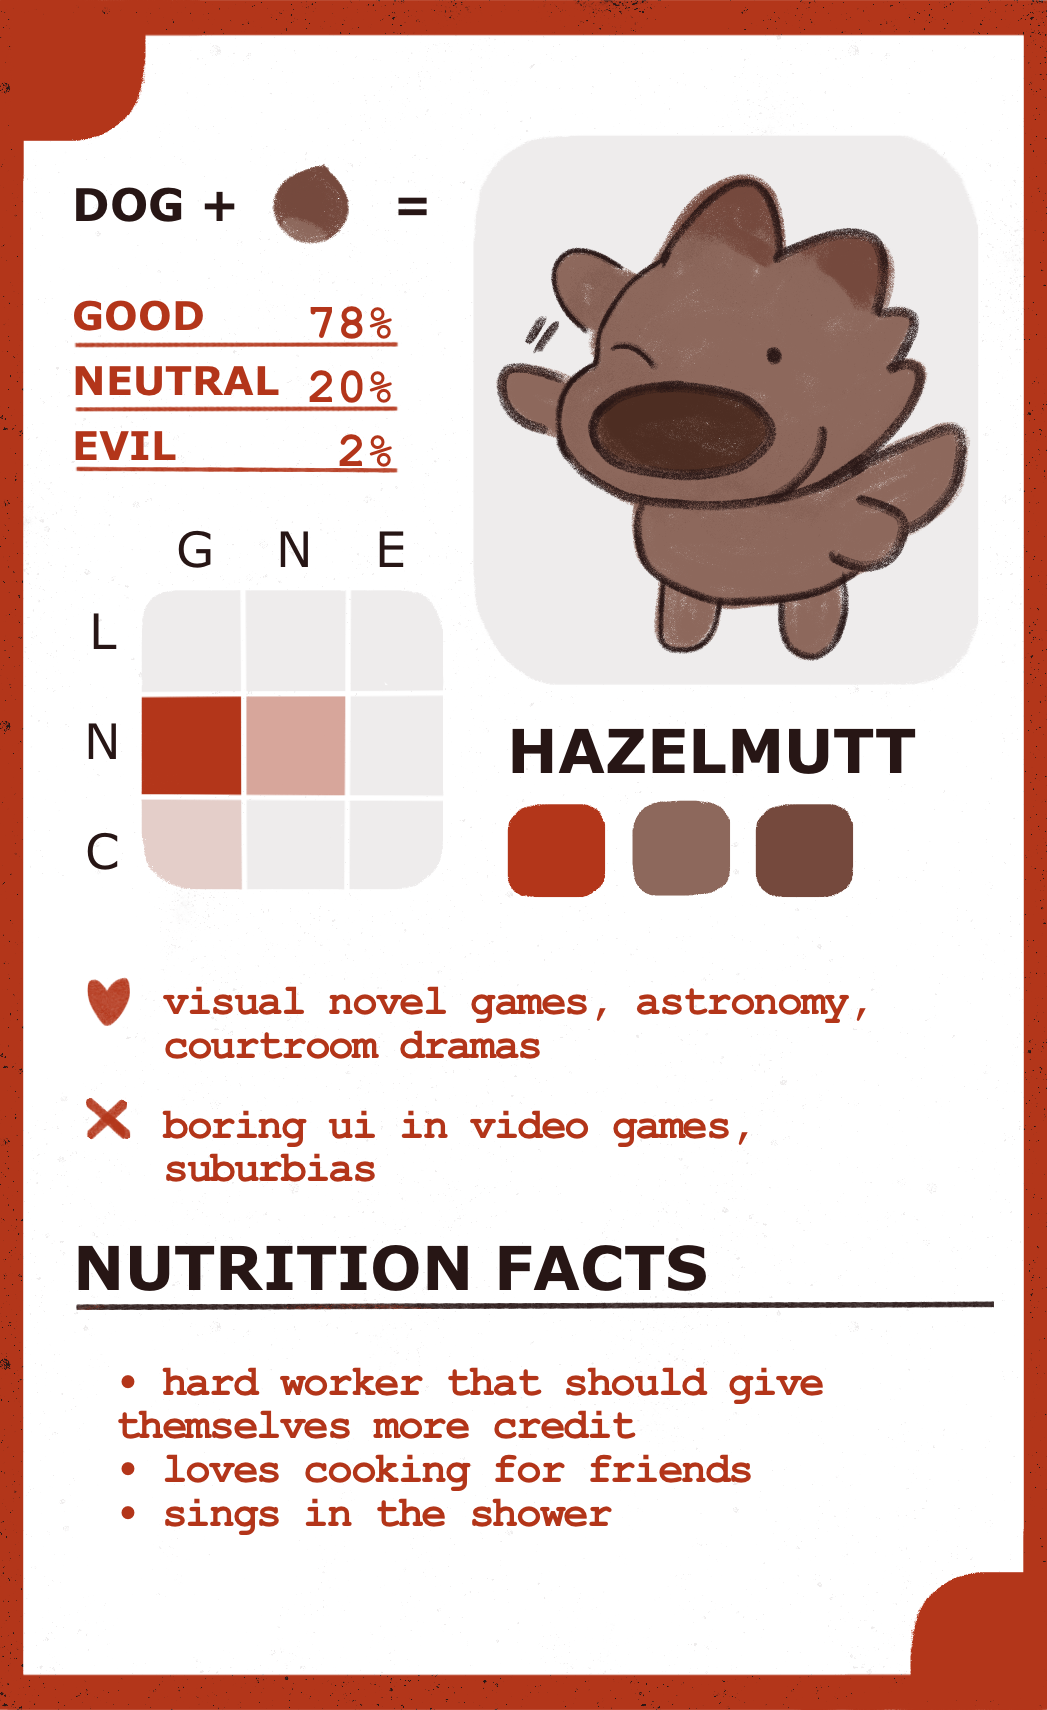 DOG + =
GOOD 78%
NEUTRAL 20%
EVIL 2%
G N E
L
N
C
HAZELMUTT
visual novel games, astronomy,
courtroom dramas
boring ui in video games,
suburbias
NUTRITION FACTS
• hard worker that should give
themselves more credit
• loves cooking for friends
• sings in the shower